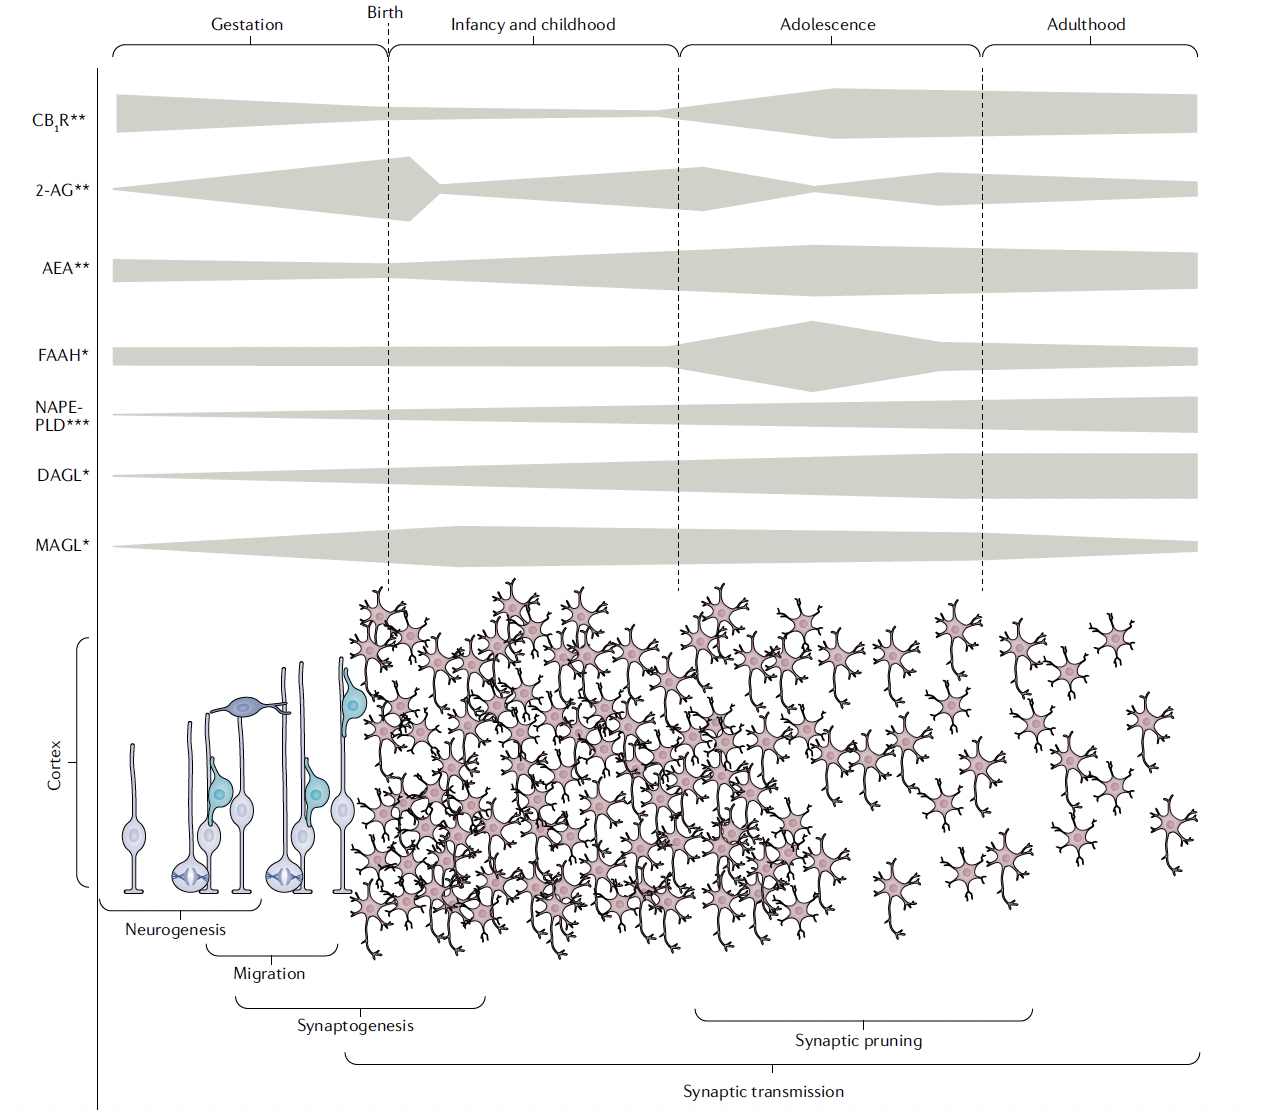 Birth
Gestation
Infancy and childhood
Adolescence
Adulthood
CB₁R**
2-AG**
AEA**
FAAH*
NAPE-
PLD***
DAGL*
MAGL*
Cortex
Neurogenesis
Migration
Synaptogenesis
Synaptic pruning
Synaptic transmission